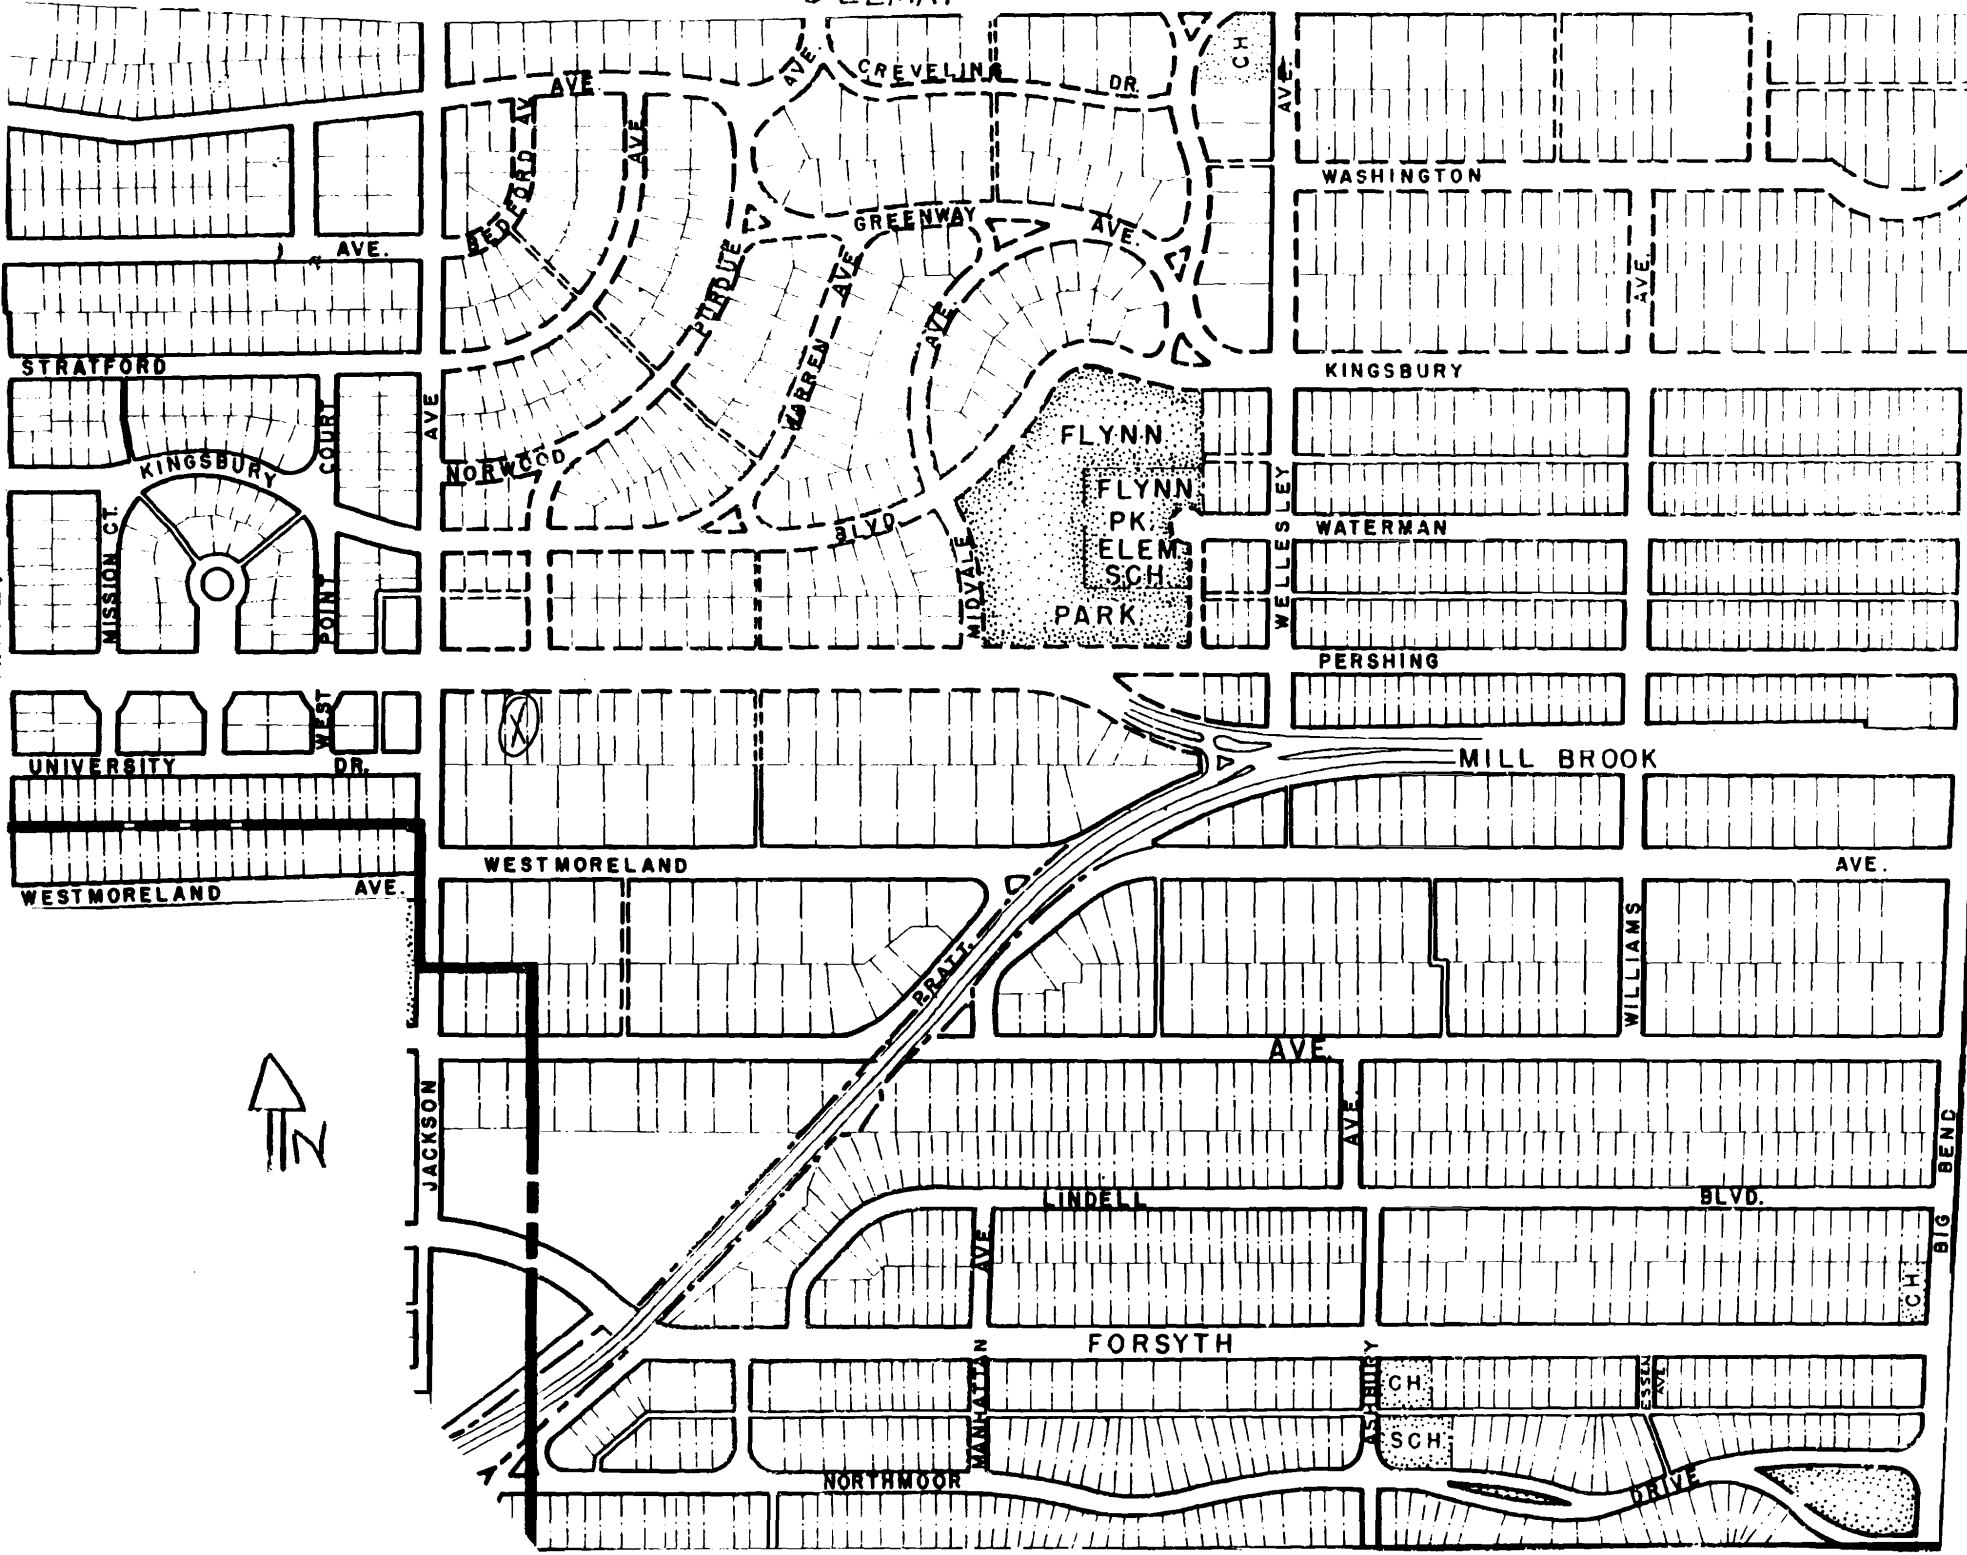 CH
AVE.
CREVELING
DR.
AVE.
AVE.
BEDFORD AV
AVE
WASHINGTON
GREENWAY
AVE.
AVE.
PURDUE
AVE
AVE.
AVE.
STRATFORD
KINGSBURY
WARREN
AVE
COURT
FLYNN
NORWOOD
KINGSBURY
FLYNN
PK.
ELEM
SCH
PARK
WELLESLEY
WATERMAN
BLVD
MISSION CT.
POINT
MIDVALE
PERSHING
WEST
X
UNIVERSITY
DR.
MILL BROOK
WESTMORELAND
AVE.
WESTMORELAND
AVE.
WILLIAMS
PRATT
AVE.
N
JACKSON
AVE.
BEND
LINDELL
BLVD.
AVE
BIG
CH.
FORSYTH
MANHATTAN
ASHBURY
CH.
ESSEX
AVE
SCH.
NORTHMOOR
DRIVE